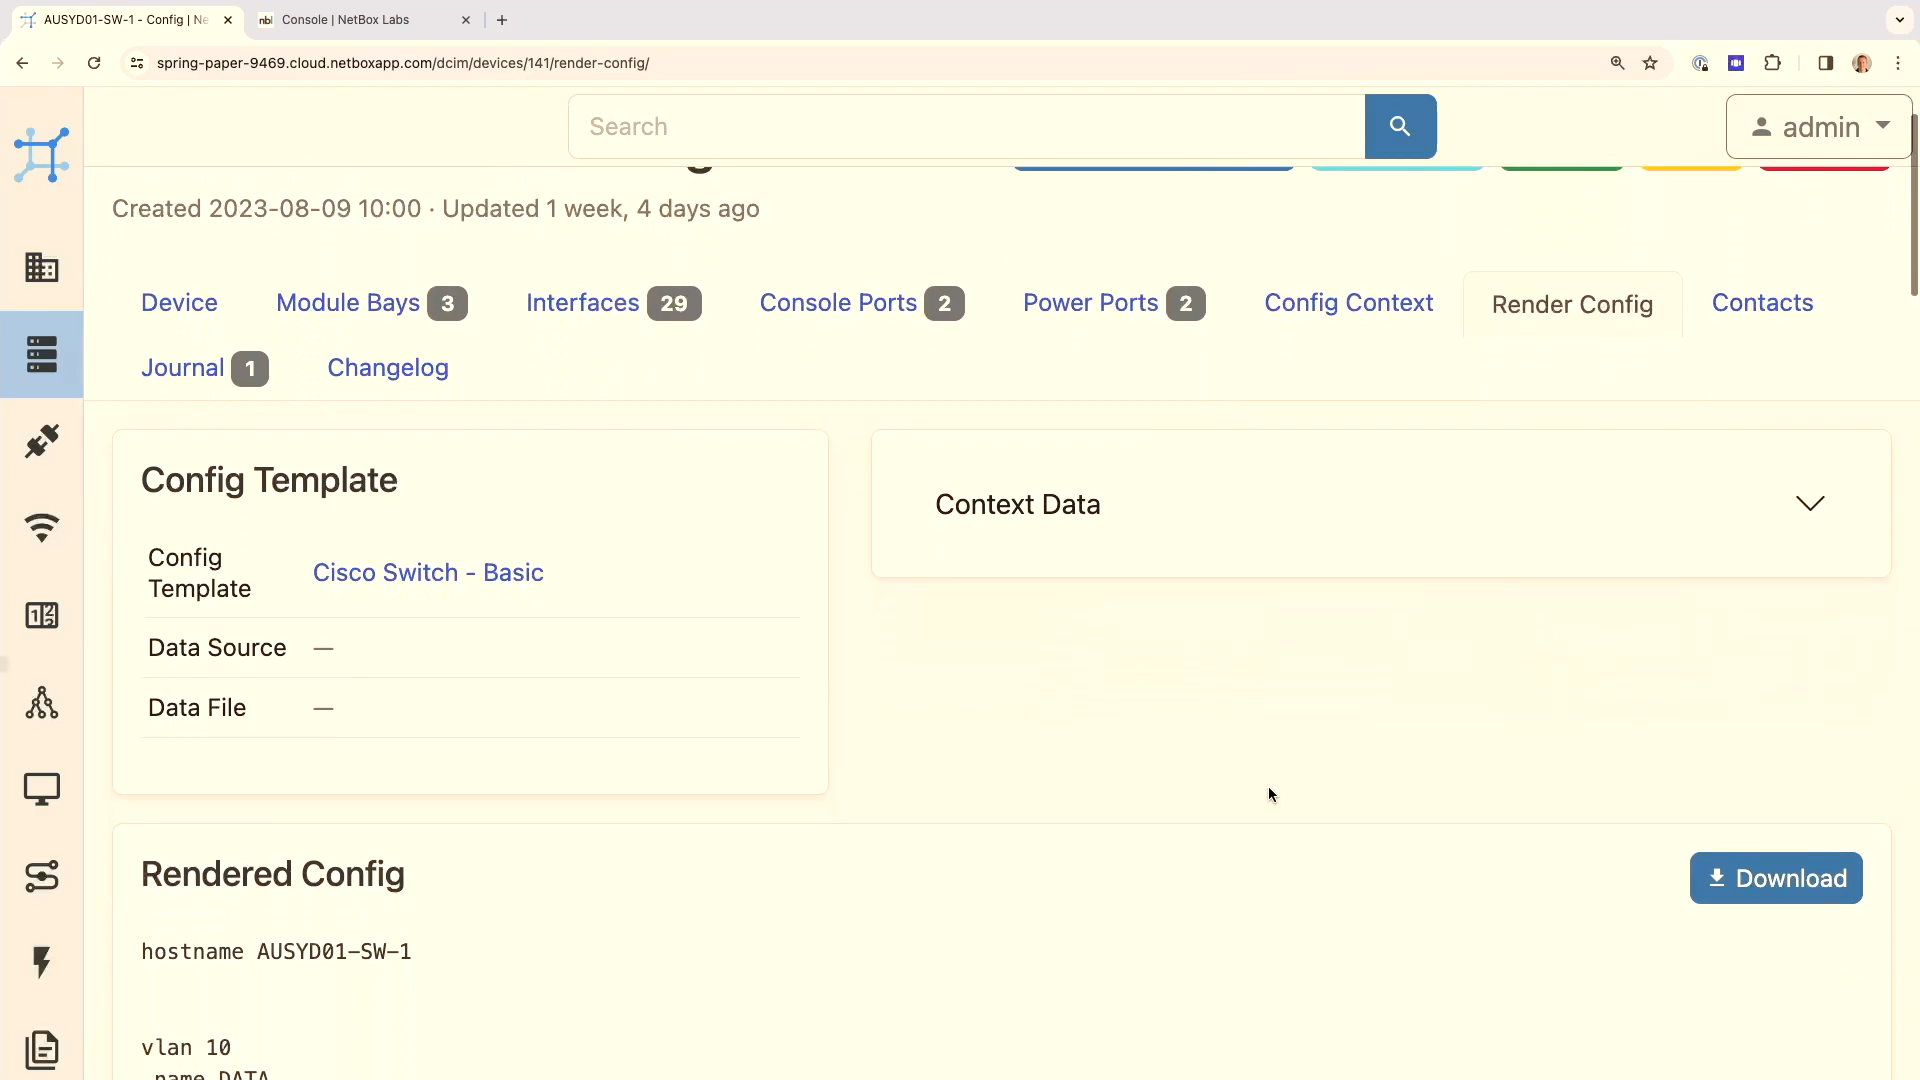 AUSYD01-SW-1 - Config | Ne
nbl Console | NetBox Labs
spring-paper-9469.cloud.netboxapp.com/dcim/devices/141/render-config/
Search
admin
Created 2023-08-09 10:00 · Updated 1 week, 4 days ago
Device Module Bays 3 Interfaces 29 Console Ports 2 Power Ports 2 Config Context Render Config Contacts
Journal 1 Changelog
Config Template
Context Data
Config
Template
Cisco Switch - Basic
Data Source —
Data File —
Rendered Config
Download
hostname AUSYD01-SW-1
vlan 10
name DATA